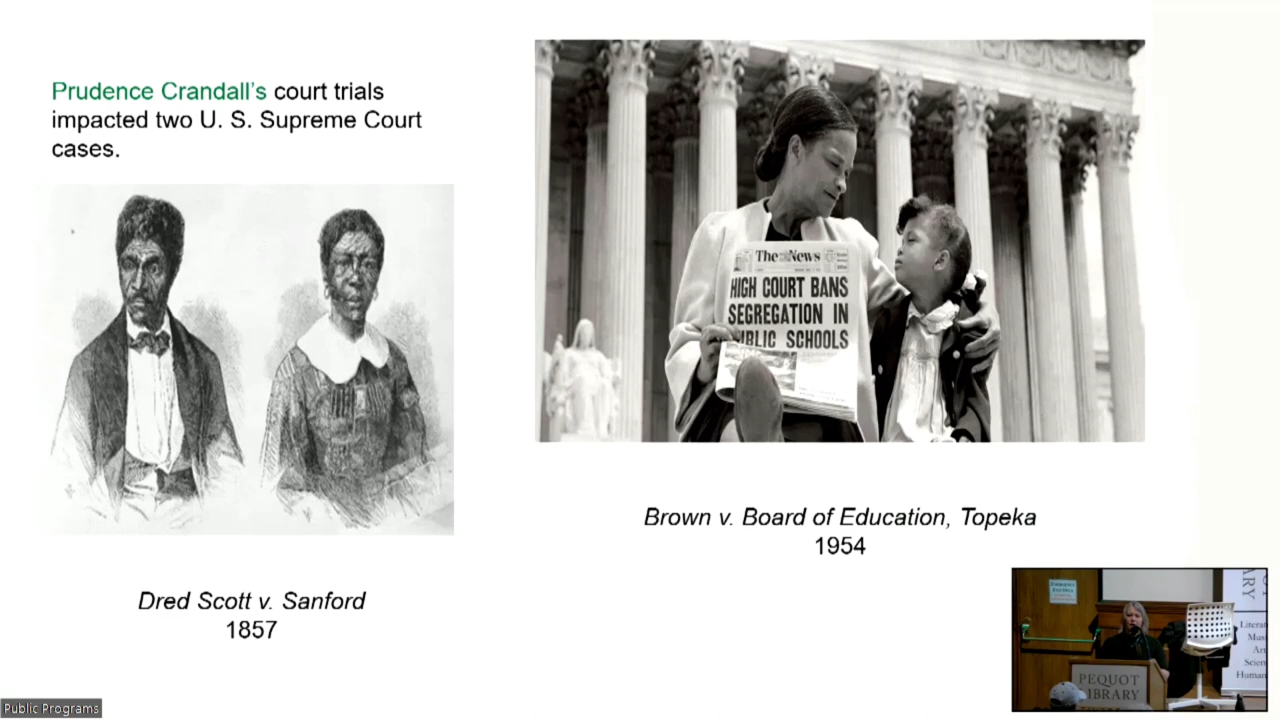 Prudence Crandall's court trials
impacted two U. S. Supreme Court
cases.
The News
HIGH COURT BANS
SEGREGATION IN
PUBLIC SCHOOLS
Brown v. Board of Education, Topeka
1954
Dred Scott v. Sanford
1857
PEQUOT
LIBRARY
Public Programs